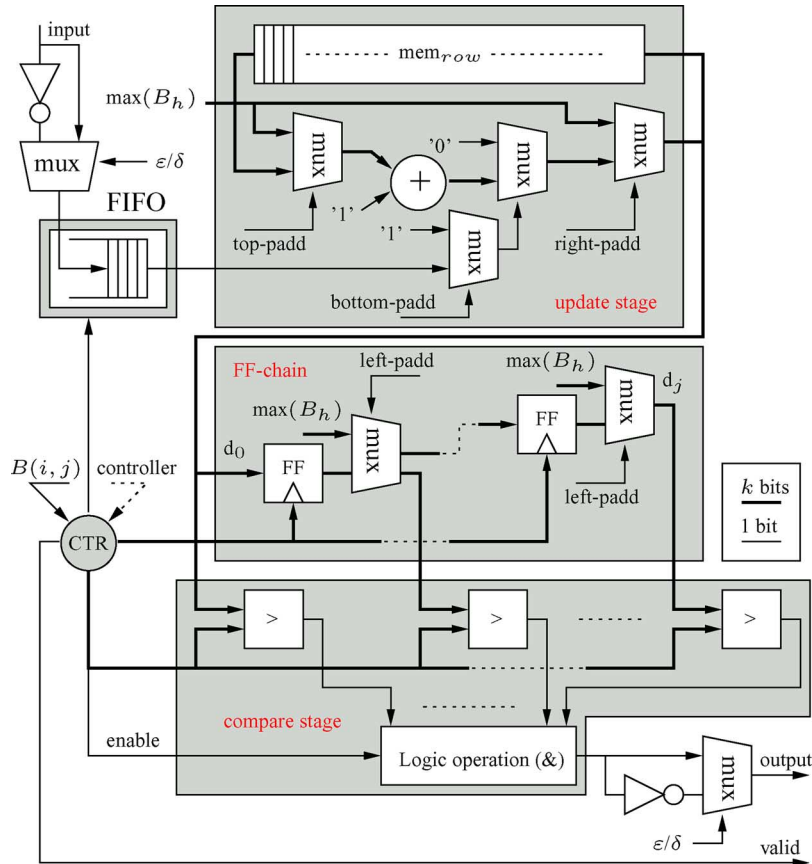 input
mem_row
max(B_h)
mux
mux
mux
mux
'0'
ε/δ
+
FIFO
'1'
'1'
mux
top-padd
right-padd
bottom-padd
update stage
FF-chain
left-padd
max(B_h)
d_j
max(B_h)
mux
mux
FF
d_0
FF
B(i, j)
controller
left-padd
k bits
1 bit
CTR
>
>
>
compare stage
enable
Logic operation (&)
mux
output
ε/δ
valid